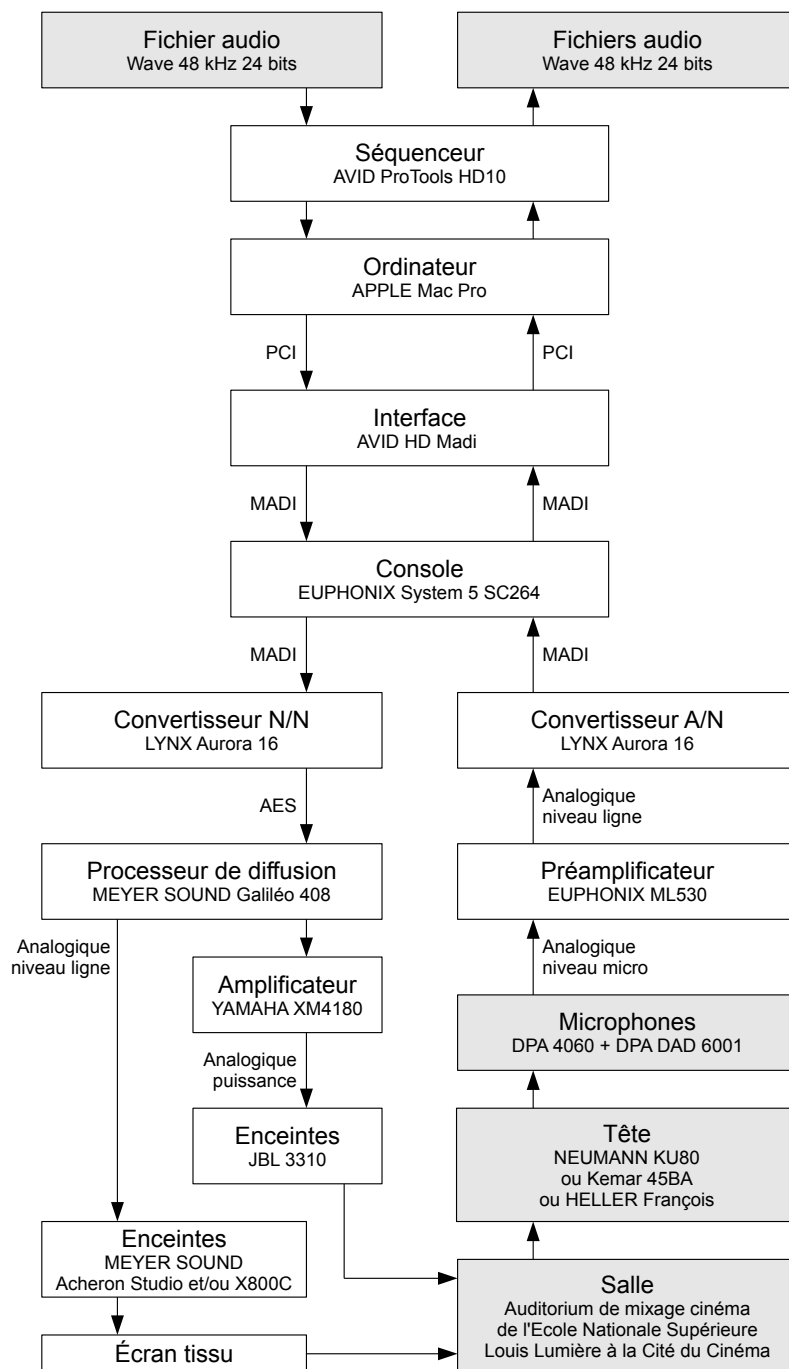 Fichier audio
Wave 48 kHz 24 bits
Fichiers audio
Wave 48 kHz 24 bits
Séquenceur
AVID ProTools HD10
Ordinateur
APPLE Mac Pro
PCI
PCI
Interface
AVID HD Madi
MADI
MADI
Console
EUPHONIX System 5 SC264
MADI
MADI
Convertisseur N/N
LYNX Aurora 16
Convertisseur A/N
LYNX Aurora 16
AES
Analogique
niveau ligne
Processeur de diffusion
MEYER SOUND Galiléo 408
Préamplificateur
EUPHONIX ML530
Analogique
niveau ligne
Analogique
niveau micro
Amplificateur
YAMAHA XM4180
Microphones
DPA 4060 + DPA DAD 6001
Analogique
puissance
Enceintes
JBL 3310
Tête
NEUMANN KU80
ou Kemar 45BA
ou HELLER François
Enceintes
MEYER SOUND
Acheron Studio et/ou X800C
Salle
Auditorium de mixage cinéma
de l'Ecole Nationale Supérieure
Louis Lumière à la Cité du Cinéma
Écran tissu